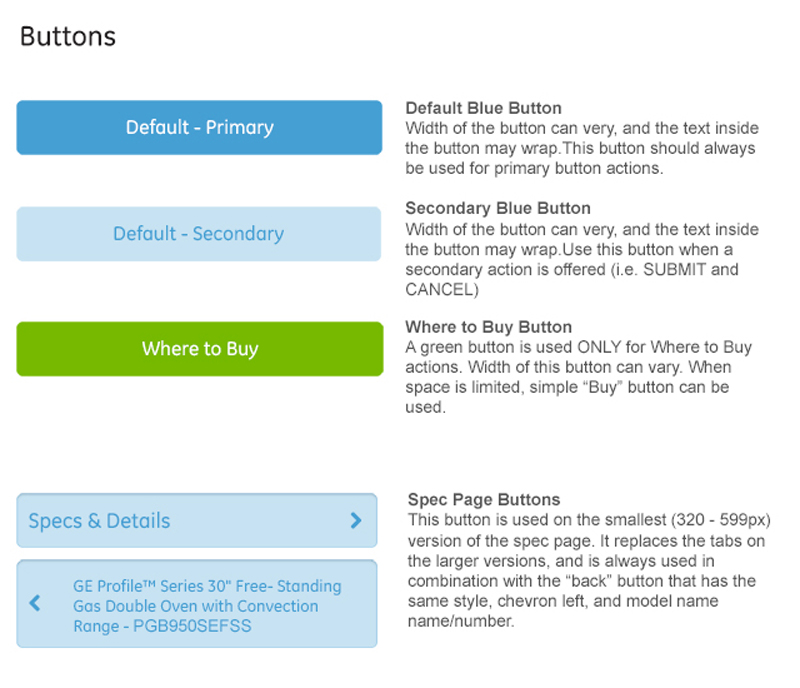 Buttons
Default - Primary
Default Blue Button
Width of the button can very, and the text inside
the button may wrap.This button should always
be used for primary button actions.
Default - Secondary
Secondary Blue Button
Width of the button can very, and the text inside
the button may wrap.Use this button when a
secondary action is offered (i.e. SUBMIT and
CANCEL)
Where to Buy
Where to Buy Button
A green button is used ONLY for Where to Buy
actions. Width of this button can vary. When
space is limited, simple “Buy” button can be
used.
Specs & Details
GE Profile™ Series 30" Free- Standing
Gas Double Oven with Convection
Range - PGB950SEFSS
Spec Page Buttons
This button is used on the smallest (320 - 599px)
version of the spec page. It replaces the tabs on
the larger versions, and is always used in
combination with the “back” button that has the
same style, chevron left, and model name
name/number.